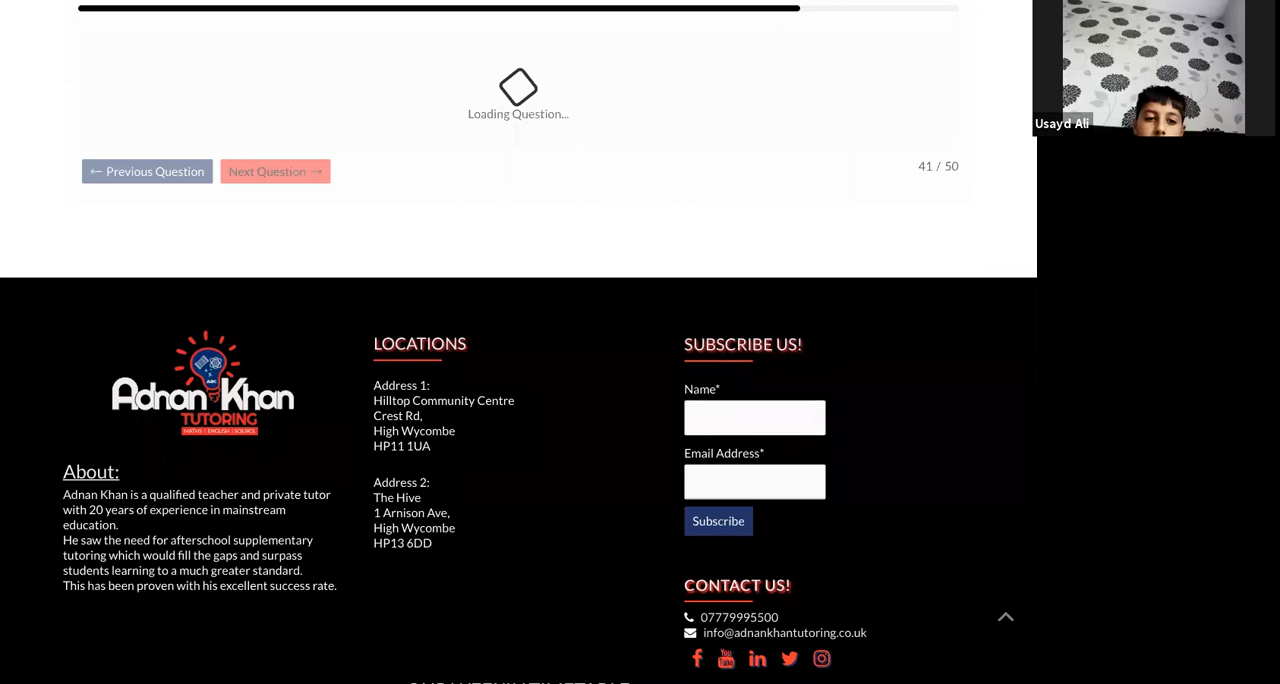 Loading Question...
← Previous Question
Next Question →
41 / 50
Usayd Ali
Adnan Khan
TUTORING
MATHS | ENGLISH | SCIENCE
About:
Adnan Khan is a qualified teacher and private tutor
with 20 years of experience in mainstream
education.
He saw the need for afterschool supplementary
tutoring which would fill the gaps and surpass
students learning to a much greater standard.
This has been proven with his excellent success rate.
LOCATIONS
Address 1:
Hilltop Community Centre
Crest Rd,
High Wycombe
HP11 1UA
Address 2:
The Hive
1 Arnison Ave,
High Wycombe
HP13 6DD
SUBSCRIBE US!
Name*
Email Address*
Subscribe
CONTACT US!
07779995500
info@adnankhantutoring.co.uk